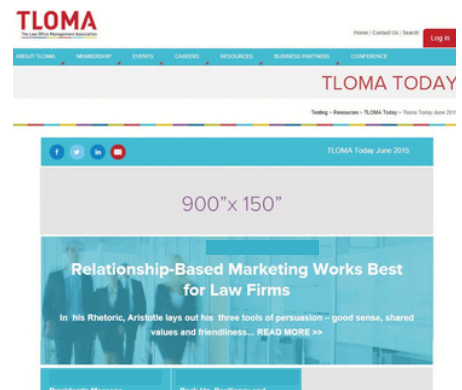 TLOMA
The Law Office Management Association
Home | Contact Us | Search
Log in
ABOUT TLOMA MEMBERSHIP EVENTS CAREERS RESOURCES BUSINESS PARTNERS CONFERENCE
TLOMA TODAY
Testing > Resources > TLOMA Today > Tloma Today June 2015
f in
TLOMA Today June 2015
900”x 150”
Relationship-Based Marketing Works Best
for Law Firms
In his Rhetoric, Aristotle lays out his three tools of persuasion – good sense, shared
values and friendliness... READ MORE >>